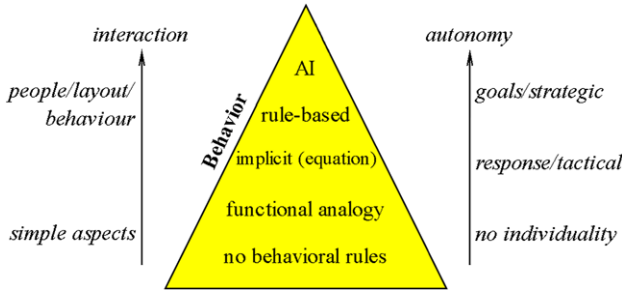 interaction
autonomy
people/layout/
behaviour
simple aspects
Behavior
AI
rule-based
implicit (equation)
functional analogy
no behavioral rules
goals/strategic
response/tactical
no individuality